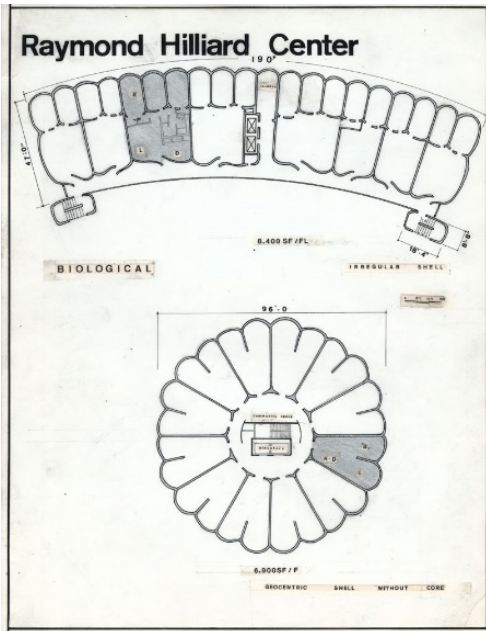 Raymond Hilliard Center
190'
47'-0"
L D
8,400 SF/FL
18'-4"
BIOLOGICAL
IRREGULAR SHELL
96'-0
K-D
6,900SF/F
GEOCENTRIC SHELL WITHOUT CORE